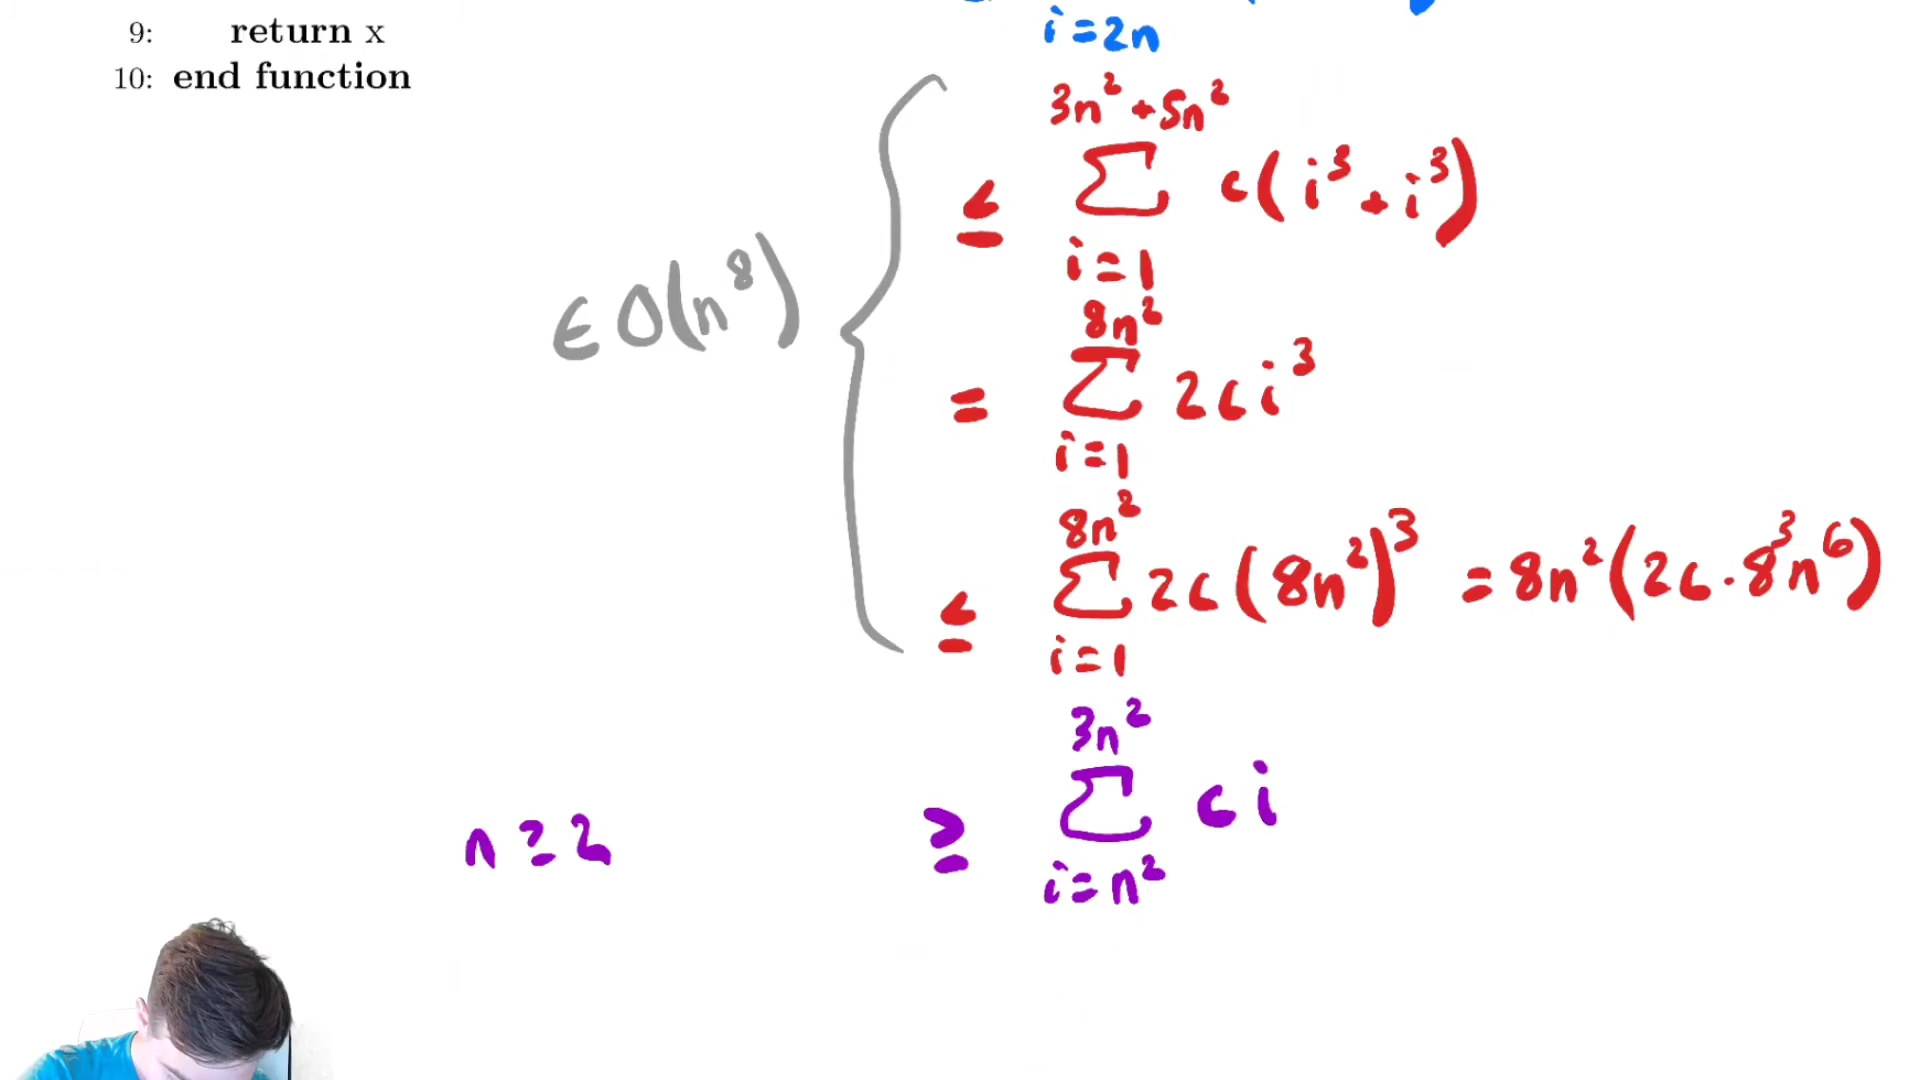 9: return x
10: end function
i=2n
3n²+5n²
≤ Σ c(i³+i³)
i=1
∈ O(n⁸)
8n²
= Σ 2ci³
i=1
8n²
≤ Σ 2c(8n²)³ = 8n²(2c·8³n⁶)
i=1
3n²
n≥2 ≥ Σ ci
i=n²